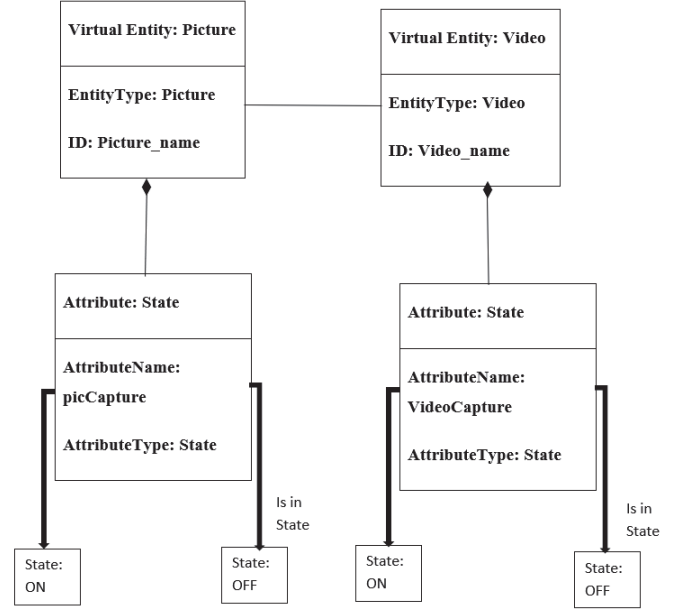 Virtual Entity: Picture
EntityType: Picture
ID: Picture_name
Virtual Entity: Video
EntityType: Video
ID: Video_name
Attribute: State
AttributeName:
picCapture
AttributeType: State
Attribute: State
AttributeName:
VideoCapture
AttributeType: State
Is in
State
Is in
State
State:
ON
State:
OFF
State:
ON
State:
OFF